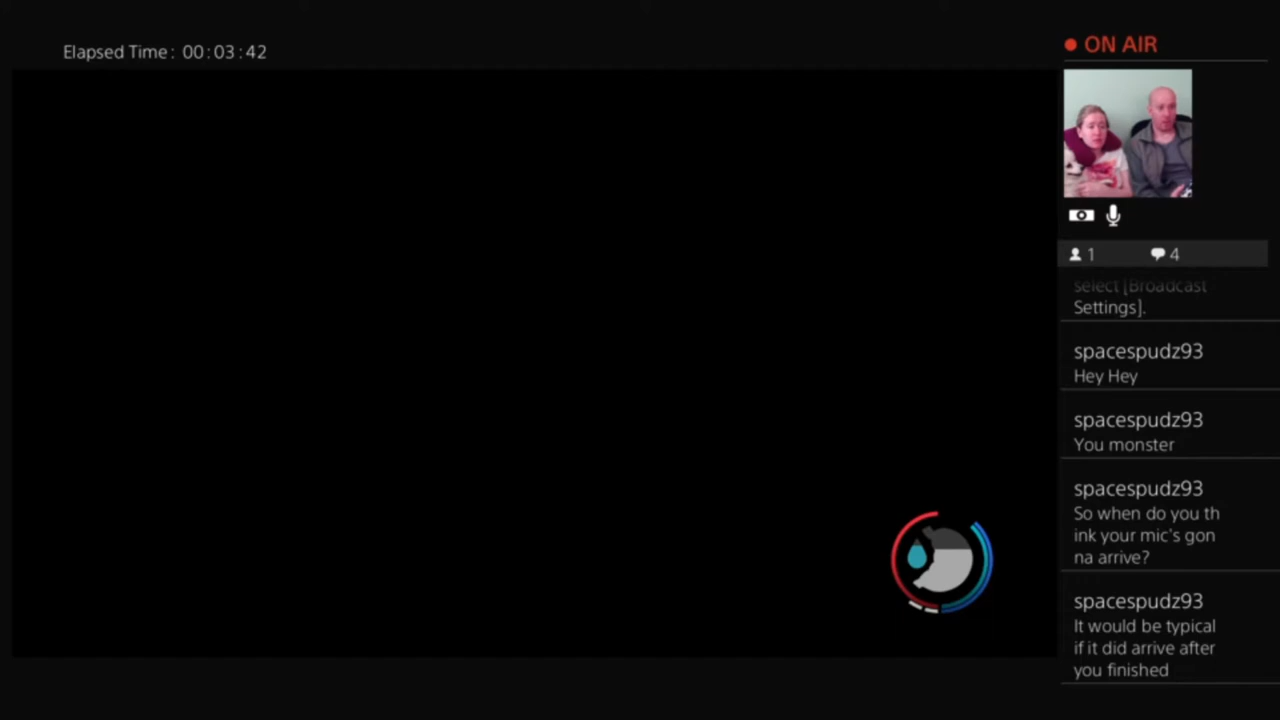 Elapsed Time: 00:03:42
ON AIR
1
4
select [Broadcast
Settings].
spacespudz93
Hey Hey
spacespudz93
You monster
spacespudz93
So when do you th
ink your mic's gon
na arrive?
spacespudz93
It would be typical
if it did arrive after
you finished